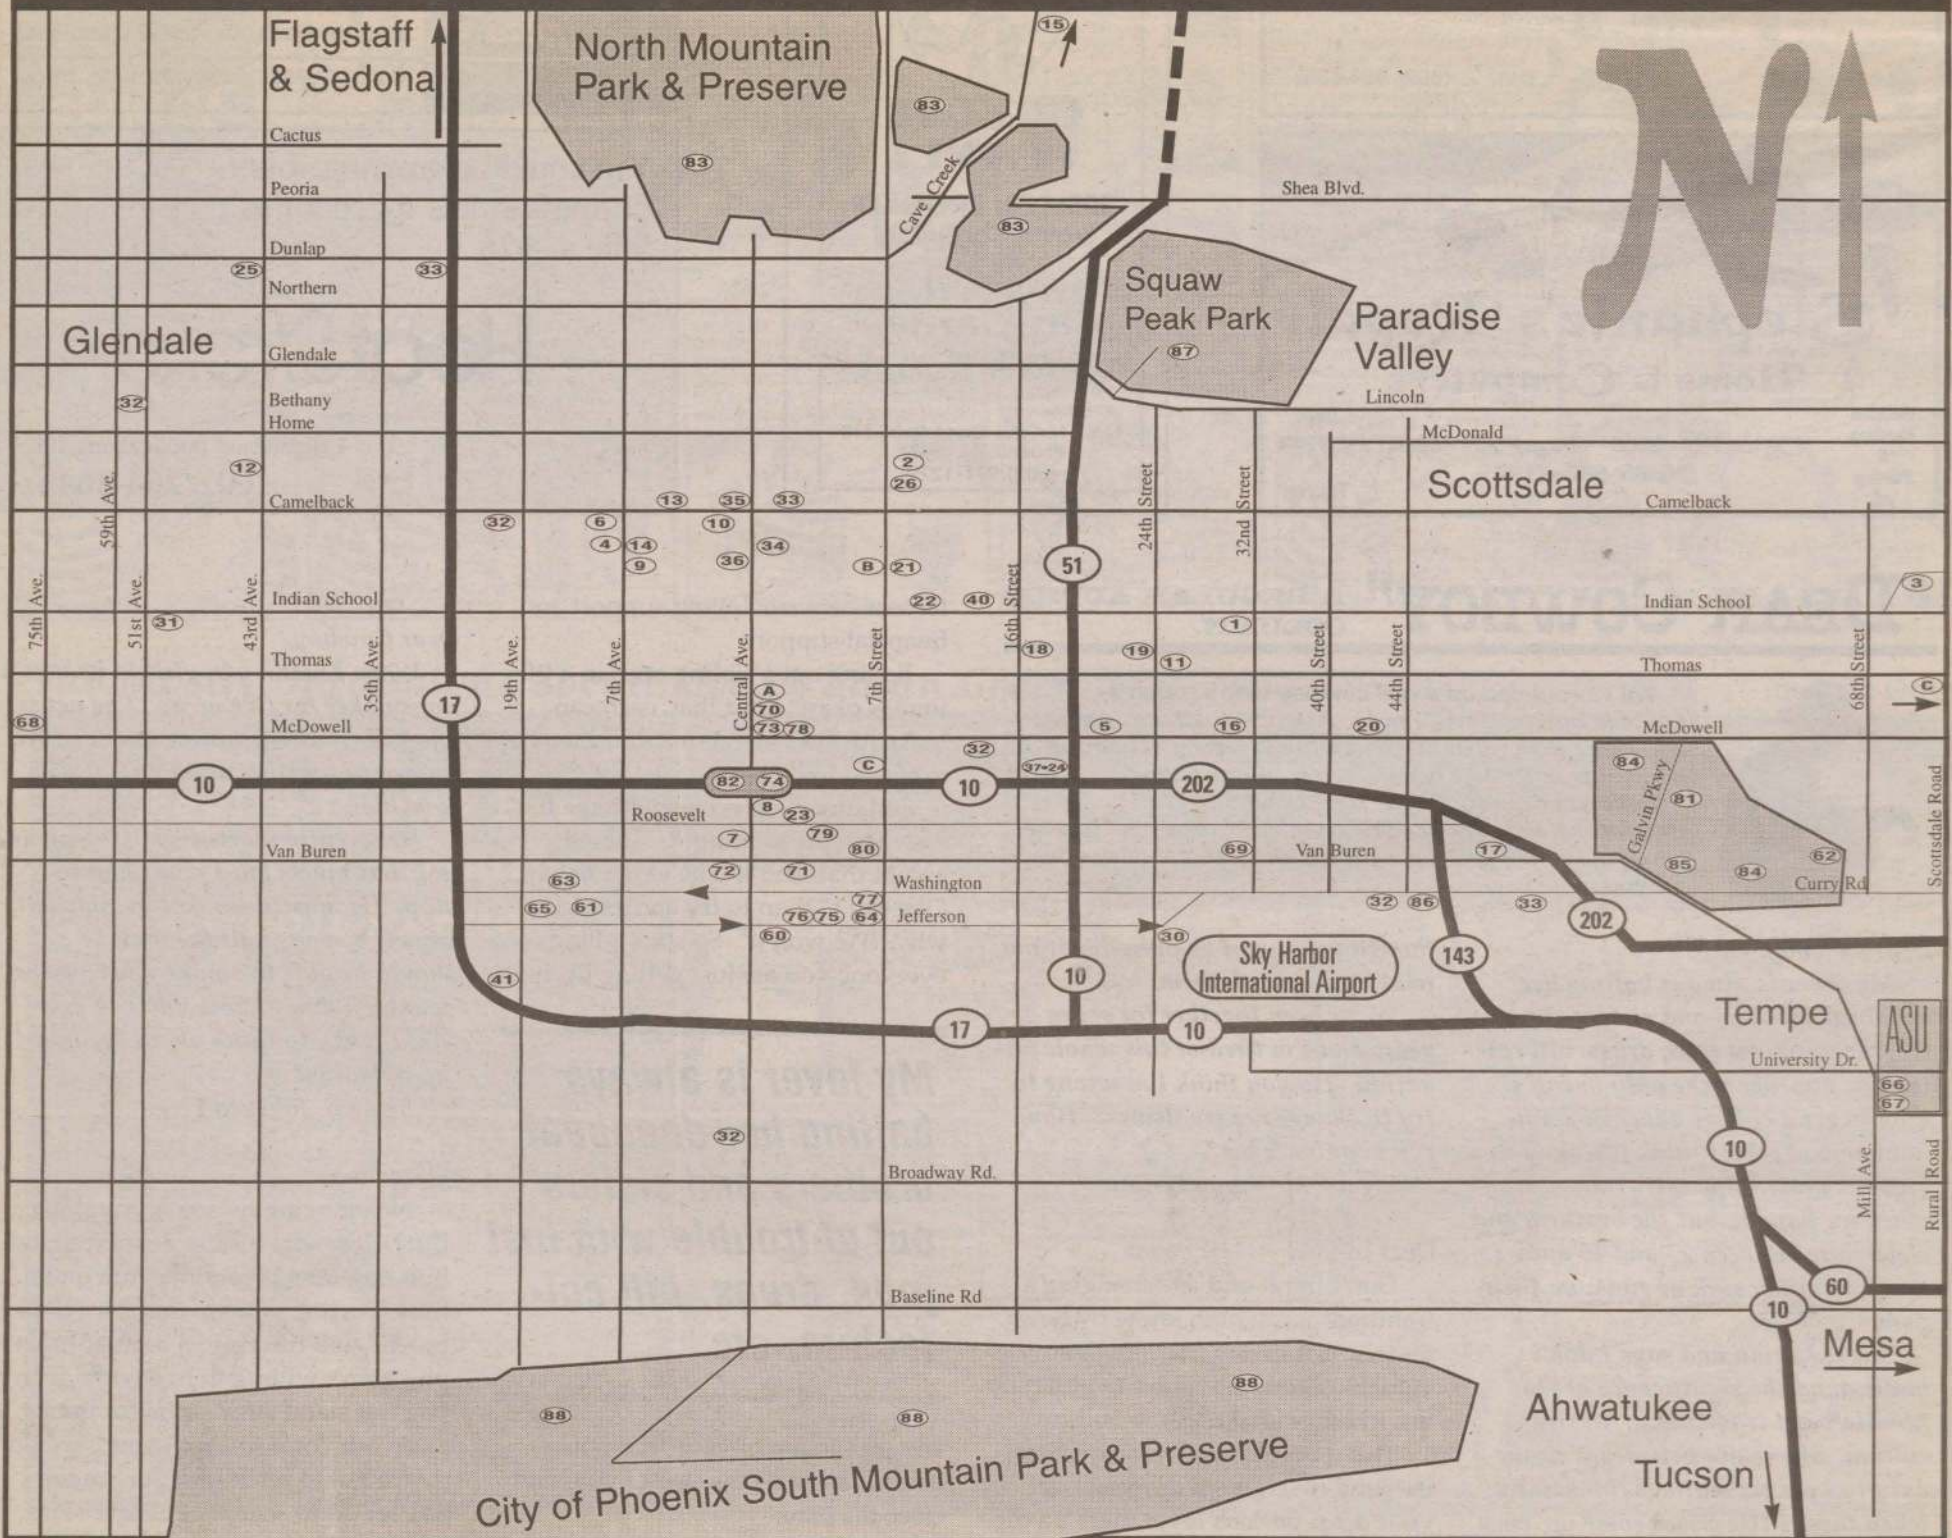 Flagstaff
& Sedona
North Mountain
Park & Preserve
15
N
83
Cactus
83
Peoria
Cave Creek
Shea Blvd.
83
Dunlap
25
33
Northern
Squaw
Peak Park
87
Paradise
Valley
Glendale
Glendale
Lincoln
32
Bethany
Home
McDonald
12
2
26
Scottsdale
59th Ave.
Camelback
13
35
33
24th Street
32nd Street
Camelback
32
6
10
4
14
34
9
36
B
21
51
3
75th Ave.
51st Ave.
43rd Ave.
Indian School
22
40
16th Street
Indian School
31
1
Thomas
35th Ave.
19th Ave.
7th Ave.
Central Ave.
7th Street
18
19
11
40th Street
44th Street
Thomas
68th Street
17
A
70
C
68
McDowell
73
78
5
16
20
McDowell
32
C
37•24
84
Galvin Pkwy
81
Scottsdale Road
10
82
74
10
202
Roosevelt
8
23
7
79
80
Van Buren
69
Van Buren
17
85
84
62
63
72
71
Washington
Curry Rd
65
61
77
76
75
64
Jefferson
32
86
33
202
60
30
Sky Harbor
International Airport
143
41
10
17
10
Tempe
ASU
University Dr.
66
67
32
10
Broadway Rd.
Mill Ave.
Rural Road
Baseline Rd
60
10
Mesa
88
88
88
Ahwatukee
City of Phoenix South Mountain Park & Preserve
Tucson